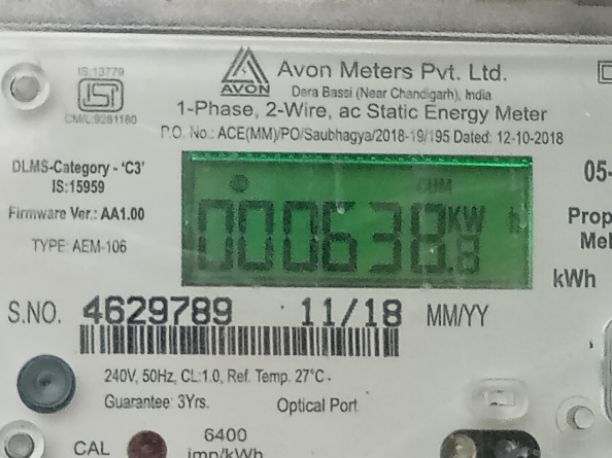 IS:13779
ISI
CM/L:9281180
AVON
Avon Meters Pvt. Ltd.
Dera Bassi (Near Chandigarh), India
1-Phase, 2-Wire, ac Static Energy Meter
P.O. No.: ACE(MM)/PO/Saubhagya/2018-19/195 Dated: 12-10-2018
DLMS-Category - 'C3'
IS:15959
Firmware Ver.: AA1.00
TYPE: AEM-106
CUM
000638.8 KW h
05-
Prop
kWh
S.NO. 4629789 11/18 MM/YY
240V, 50Hz, CL:1.0, Ref. Temp. 27°C
Guarantee: 3Yrs. Optical Port
CAL
6400
imp/kWh